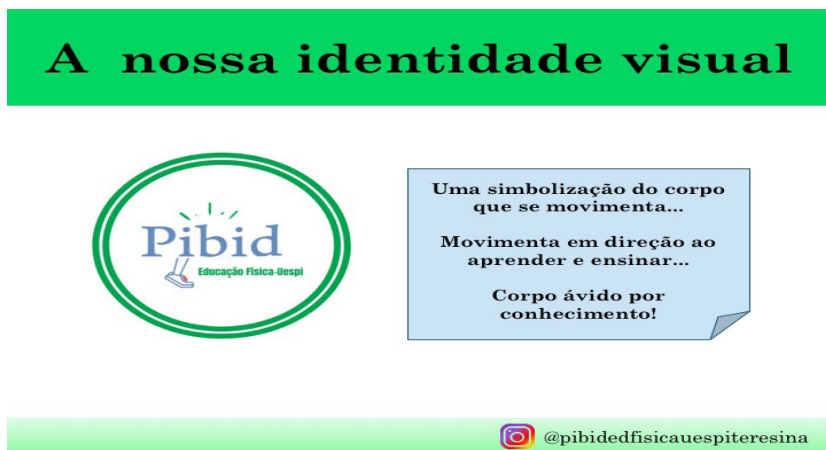 A nossa identidade visual
Pibid
Educação Física-Uespi
Uma simbolização do corpo
que se movimenta...
Movimenta em direção ao
aprender e ensinar...
Corpo ávido por
conhecimento!
@pibidedfisicauespiteresina